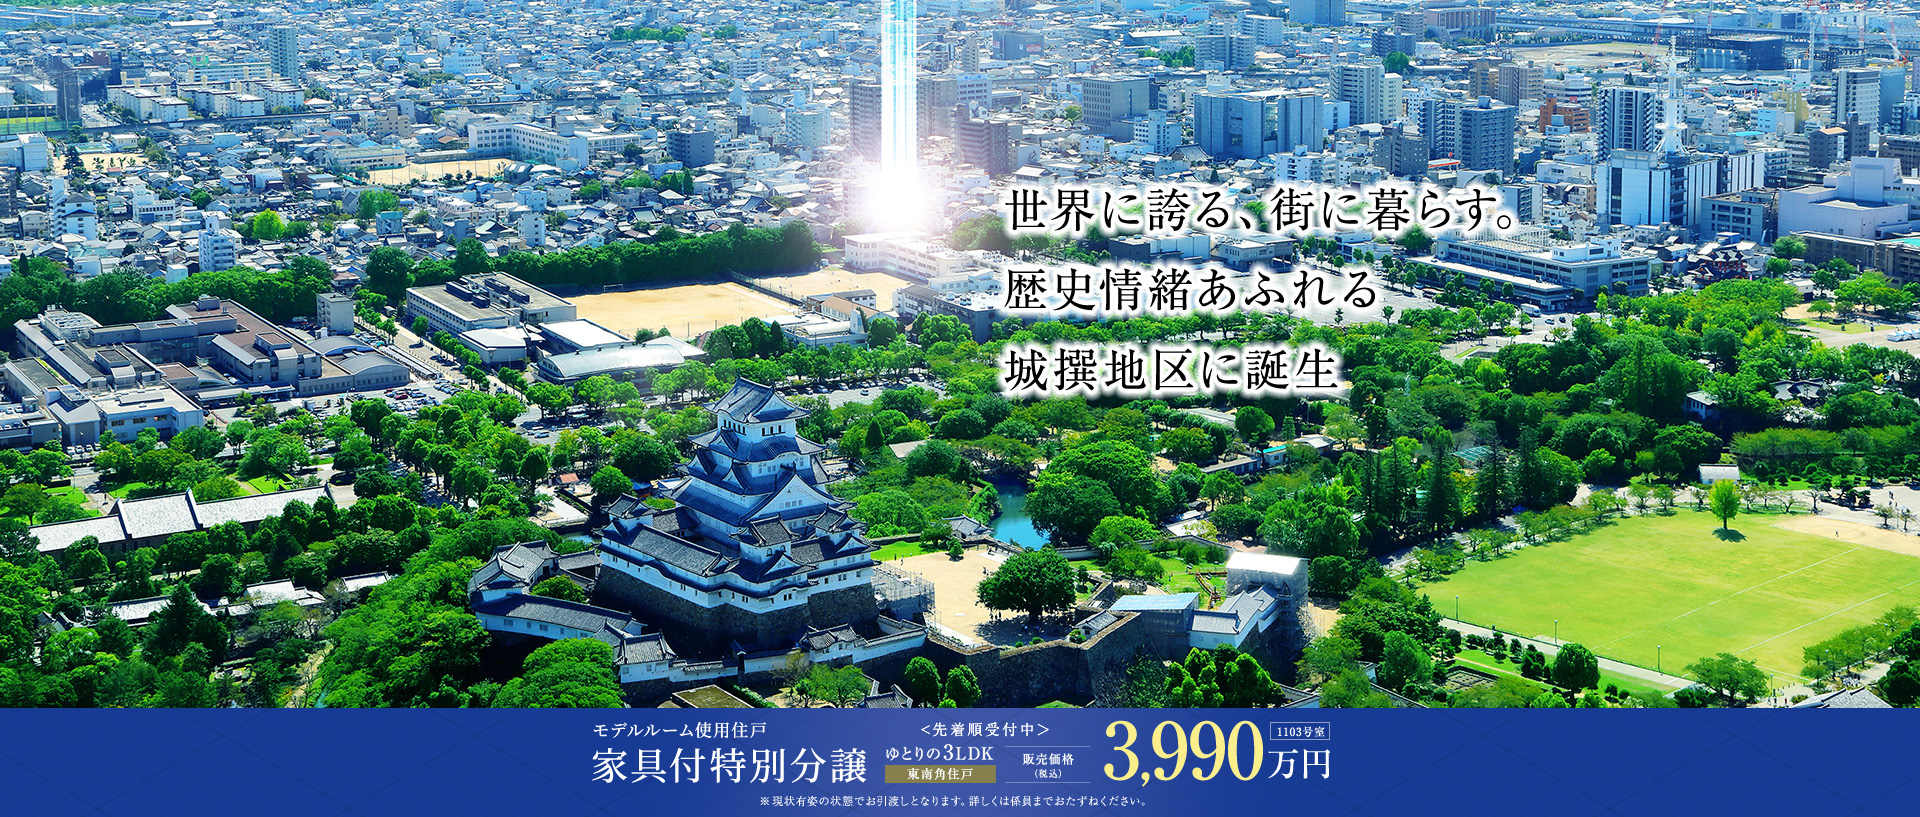 世界に誇る、街に暮らす。
歴史情緒あふれる
城撰地区に誕生
モデルルーム使用住戸
家具付特別分譲
＜先着順受付中＞
ゆとりの3LDK
東南角住戸
販売価格
（税込）
3,990万円
1103号室
※現状有姿の状態でお引渡しとなります。詳しくは係員までおたずねください。